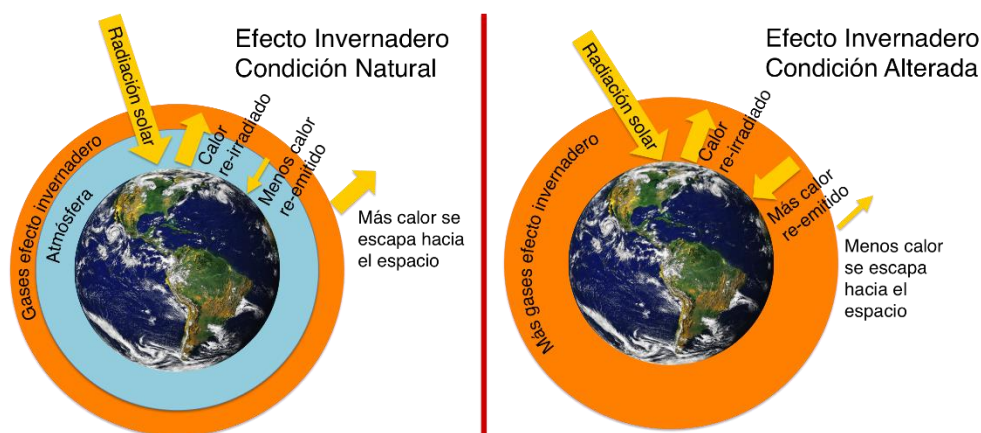 Efecto Invernadero
Condición Natural
Radiación solar
Calor
re-irradiado
Menos calor
re-emitido
Gases efecto invernadero
Atmósfera
Más calor se
escapa hacia
el espacio
Efecto Invernadero
Condición Alterada
Radiación solar
Calor
re-irradiado
Más calor
re-emitido
Más gases efecto invernadero
Menos calor
se escapa
hacia el
espacio